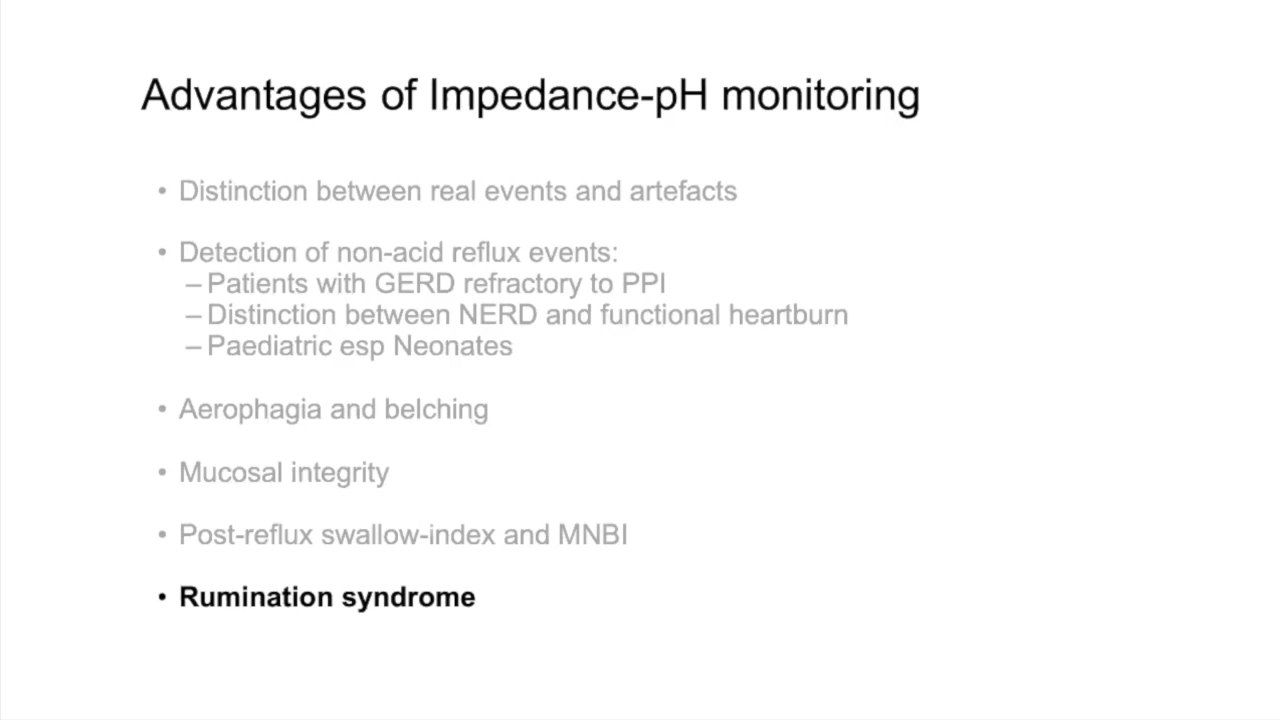 Advantages of Impedance-pH monitoring
• Distinction between real events and artefacts
• Detection of non-acid reflux events:
– Patients with GERD refractory to PPI
– Distinction between NERD and functional heartburn
– Paediatric esp Neonates
• Aerophagia and belching
• Mucosal integrity
• Post-reflux swallow-index and MNBI
• Rumination syndrome